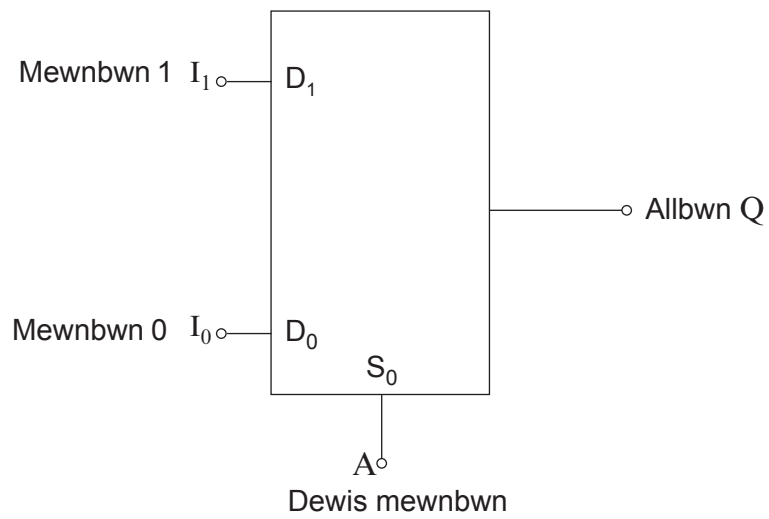 Mewnbwn 1 I₁ D₁
Allbwn Q
Mewnbwn 0 I₀ D₀
S₀
A
Dewis mewnbwn